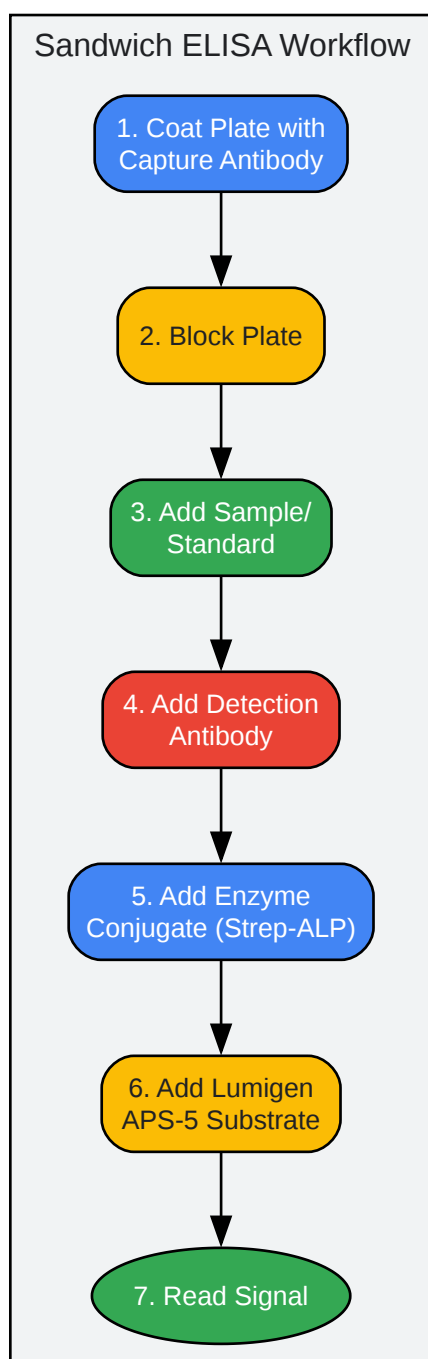 Sandwich ELISA Workflow
1. Coat Plate with
Capture Antibody
2. Block Plate
3. Add Sample/
Standard
4. Add Detection
Antibody
5. Add Enzyme
Conjugate (Strep-ALP)
6. Add Lumigen
APS-5 Substrate
7. Read Signal